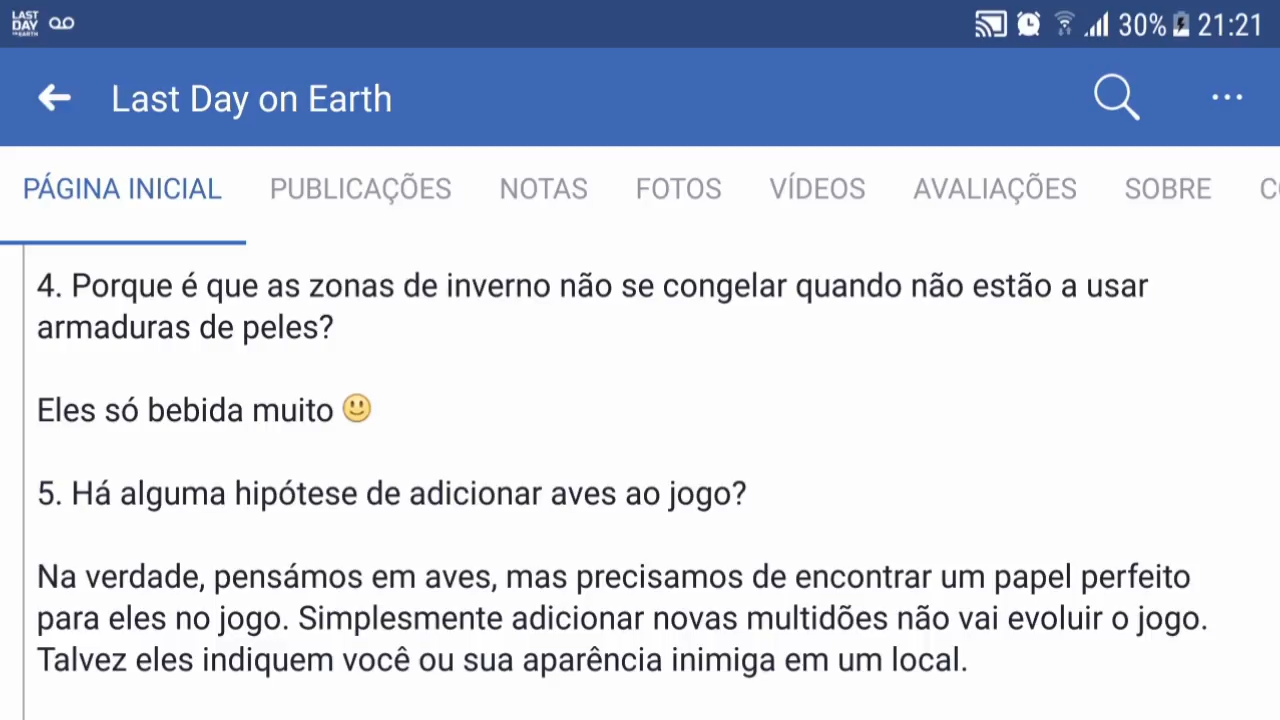 LAST
DAY
ON EARTH
30% 21:21
Last Day on Earth
PÁGINA INICIAL PUBLICAÇÕES NOTAS FOTOS VÍDEOS AVALIAÇÕES SOBRE
4. Porque é que as zonas de inverno não se congelar quando não estão a usar
armaduras de peles?
Eles só bebida muito 🙂
5. Há alguma hipótese de adicionar aves ao jogo?
Na verdade, pensámos em aves, mas precisamos de encontrar um papel perfeito
para eles no jogo. Simplesmente adicionar novas multidões não vai evoluir o jogo.
Talvez eles indiquem você ou sua aparência inimiga em um local.